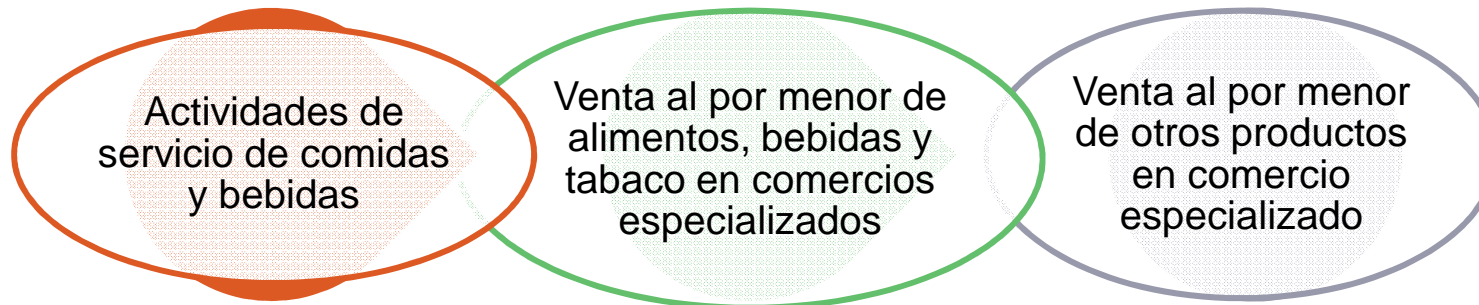 Actividades de
servicio de comidas
y bebidas
Venta al por menor de
alimentos, bebidas y
tabaco en comercios
especializados
Venta al por menor
de otros productos
en comercio
especializado